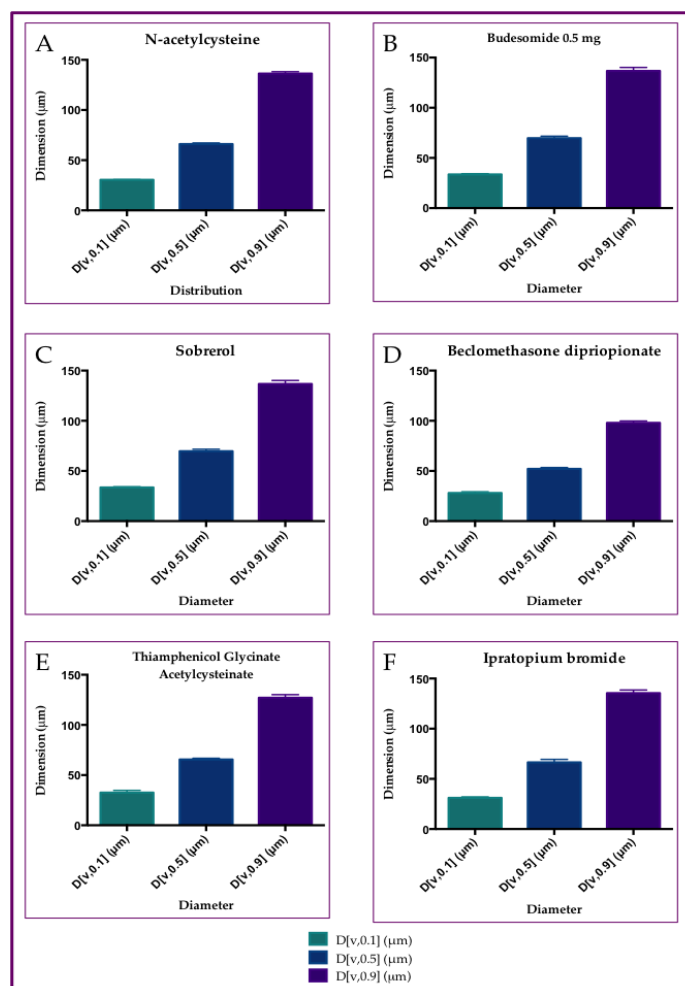 A
N-acetylcysteine
Dimension (μm)
150
100
50
0
D[v,0.1] (μm)
D[v,0.5] (μm)
D[v,0.9] (μm)
Distribution
B
Budesomide 0.5 mg
Dimension (μm)
150
100
50
0
D[v,0.1] (μm)
D[v,0.5] (μm)
D[v,0.9] (μm)
Diameter
C
Sobrerol
Dimension (μm)
150
100
50
0
D[v,0.1] (μm)
D[v,0.5] (μm)
D[v,0.9] (μm)
Diameter
D
Beclomethasone dipriopionate
Dimension (μm)
150
100
50
0
D[v,0.1] (μm)
D[v,0.5] (μm)
D[v,0.9] (μm)
Diameter
E
Thiamphenicol Glycinate
Acetylcysteinate
Dimension (μm)
150
100
50
0
D[v,0.1] (μm)
D[v,0.5] (μm)
D[v,0.9] (μm)
Diameter
F
Ipratopium bromide
Dimension (μm)
150
100
50
0
D[v,0.1] (μm)
D[v,0.5] (μm)
D[v,0.9] (μm)
Diameter
D[v,0.1] (μm)
D[v,0.5] (μm)
D[v,0.9] (μm)